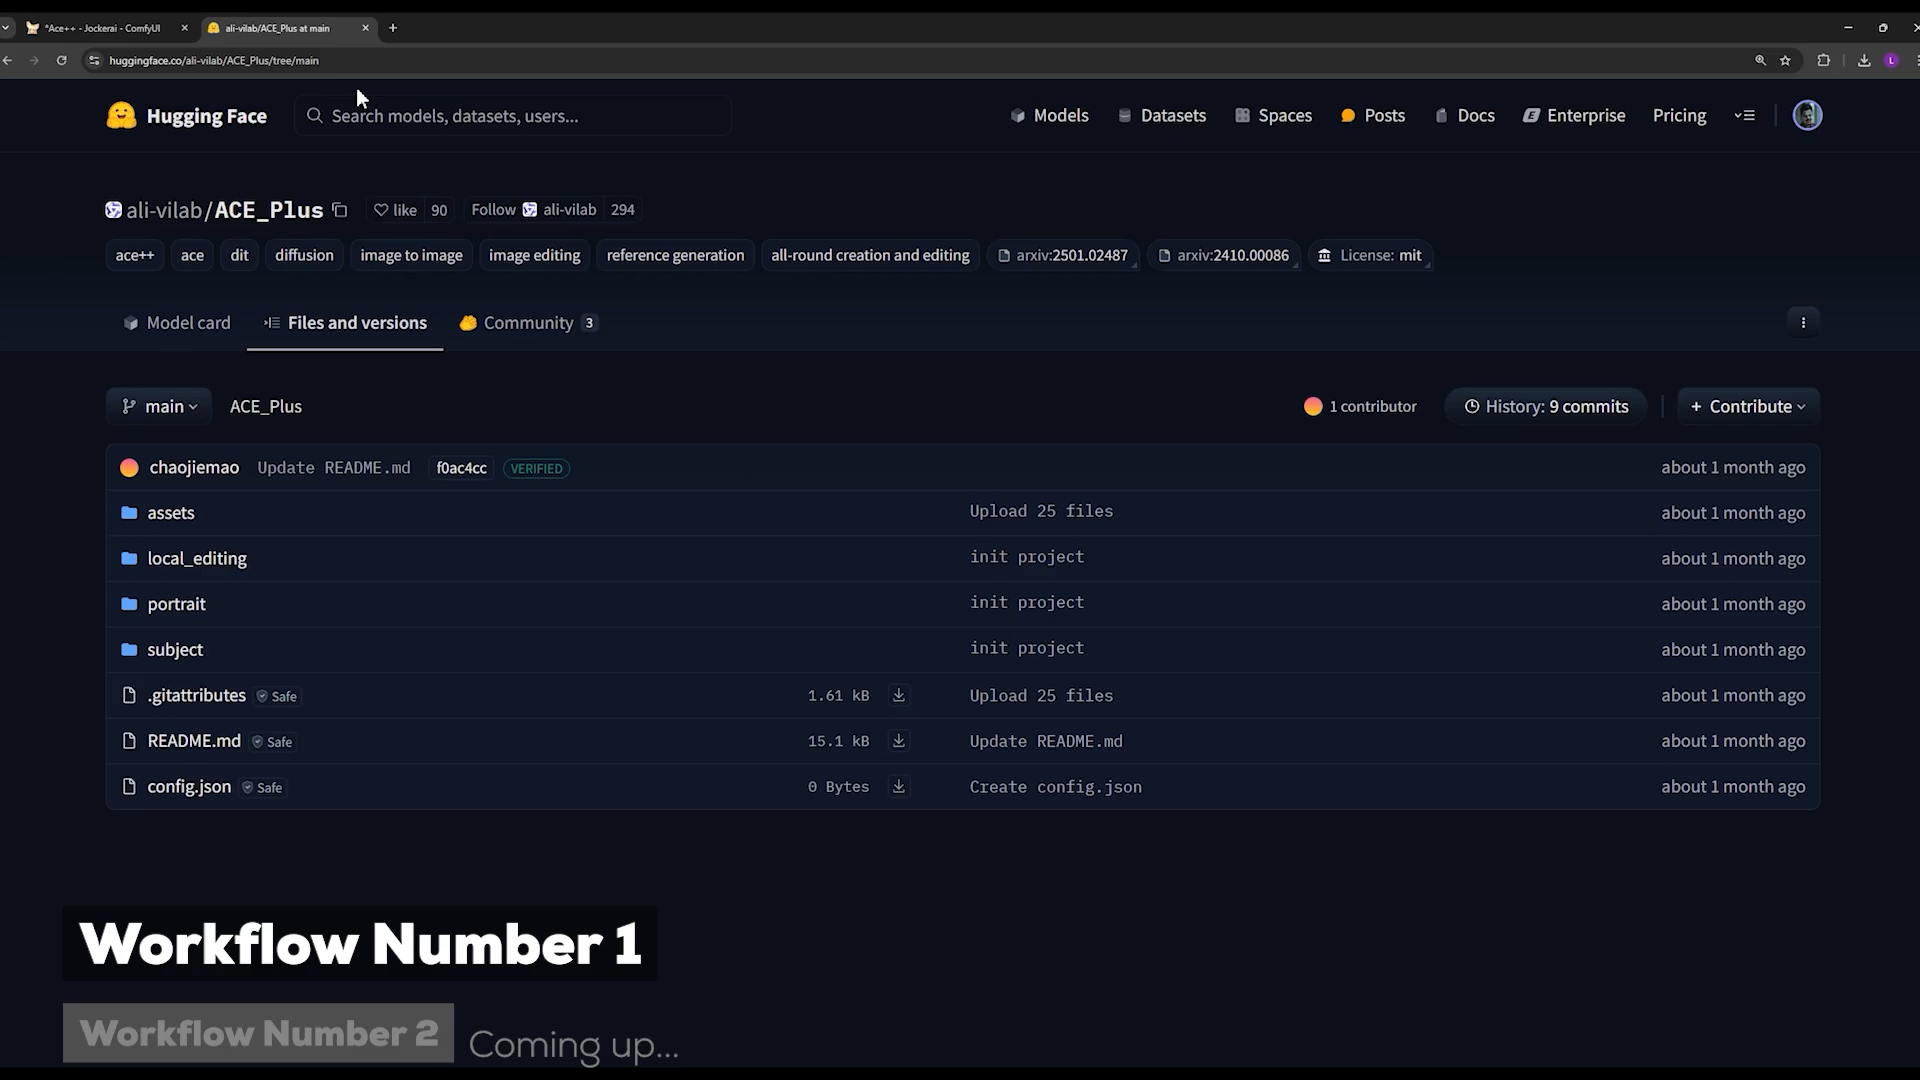 *Ace++ - Jockerai - ComfyUI
ali-vilab/ACE_Plus at main
huggingface.co/ali-vilab/ACE_Plus/tree/main
L
Hugging Face
Search models, datasets, users...
Models
Datasets
Spaces
Posts
Docs
Enterprise
Pricing
ali-vilab/ACE_Plus
like 90
Follow ali-vilab 294
ace++
ace
dit
diffusion
image to image
image editing
reference generation
all-round creation and editing
arxiv:2501.02487
arxiv:2410.00086
License: mit
Model card
Files and versions
Community 3
main
ACE_Plus
1 contributor
History: 9 commits
+ Contribute
chaojiemao Update README.md f0ac4cc VERIFIED about 1 month ago
assets Upload 25 files about 1 month ago
local_editing init project about 1 month ago
portrait init project about 1 month ago
subject init project about 1 month ago
.gitattributes Safe 1.61 kB Upload 25 files about 1 month ago
README.md Safe 15.1 kB Update README.md about 1 month ago
config.json Safe 0 Bytes Create config.json about 1 month ago
Workflow Number 1
Workflow Number 2 Coming up...